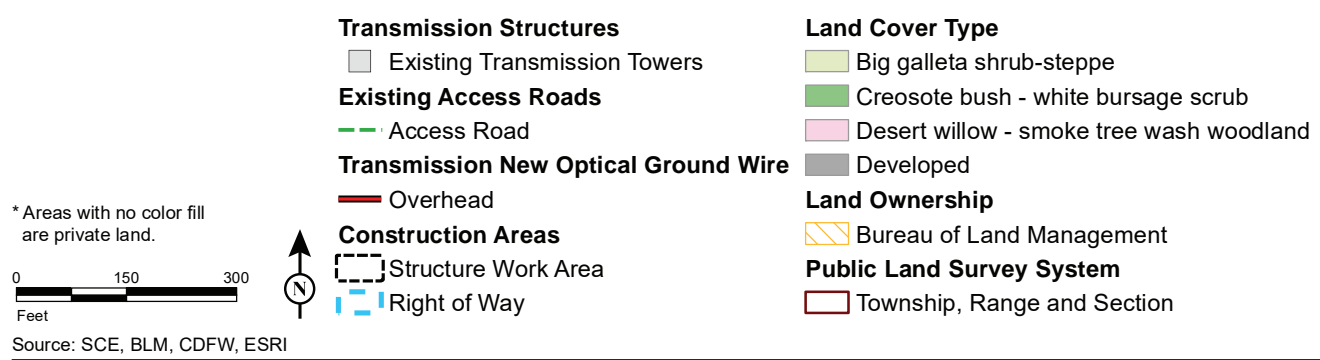 Transmission Structures
Existing Transmission Towers
Existing Access Roads
Access Road
Transmission New Optical Ground Wire
Overhead
Construction Areas
Structure Work Area
Right of Way
Land Cover Type
Big galleta shrub-steppe
Creosote bush - white bursage scrub
Desert willow - smoke tree wash woodland
Developed
Land Ownership
Bureau of Land Management
Public Land Survey System
Township, Range and Section
* Areas with no color fill
are private land.
0 150 300
Feet
N
Source: SCE, BLM, CDFW, ESRI